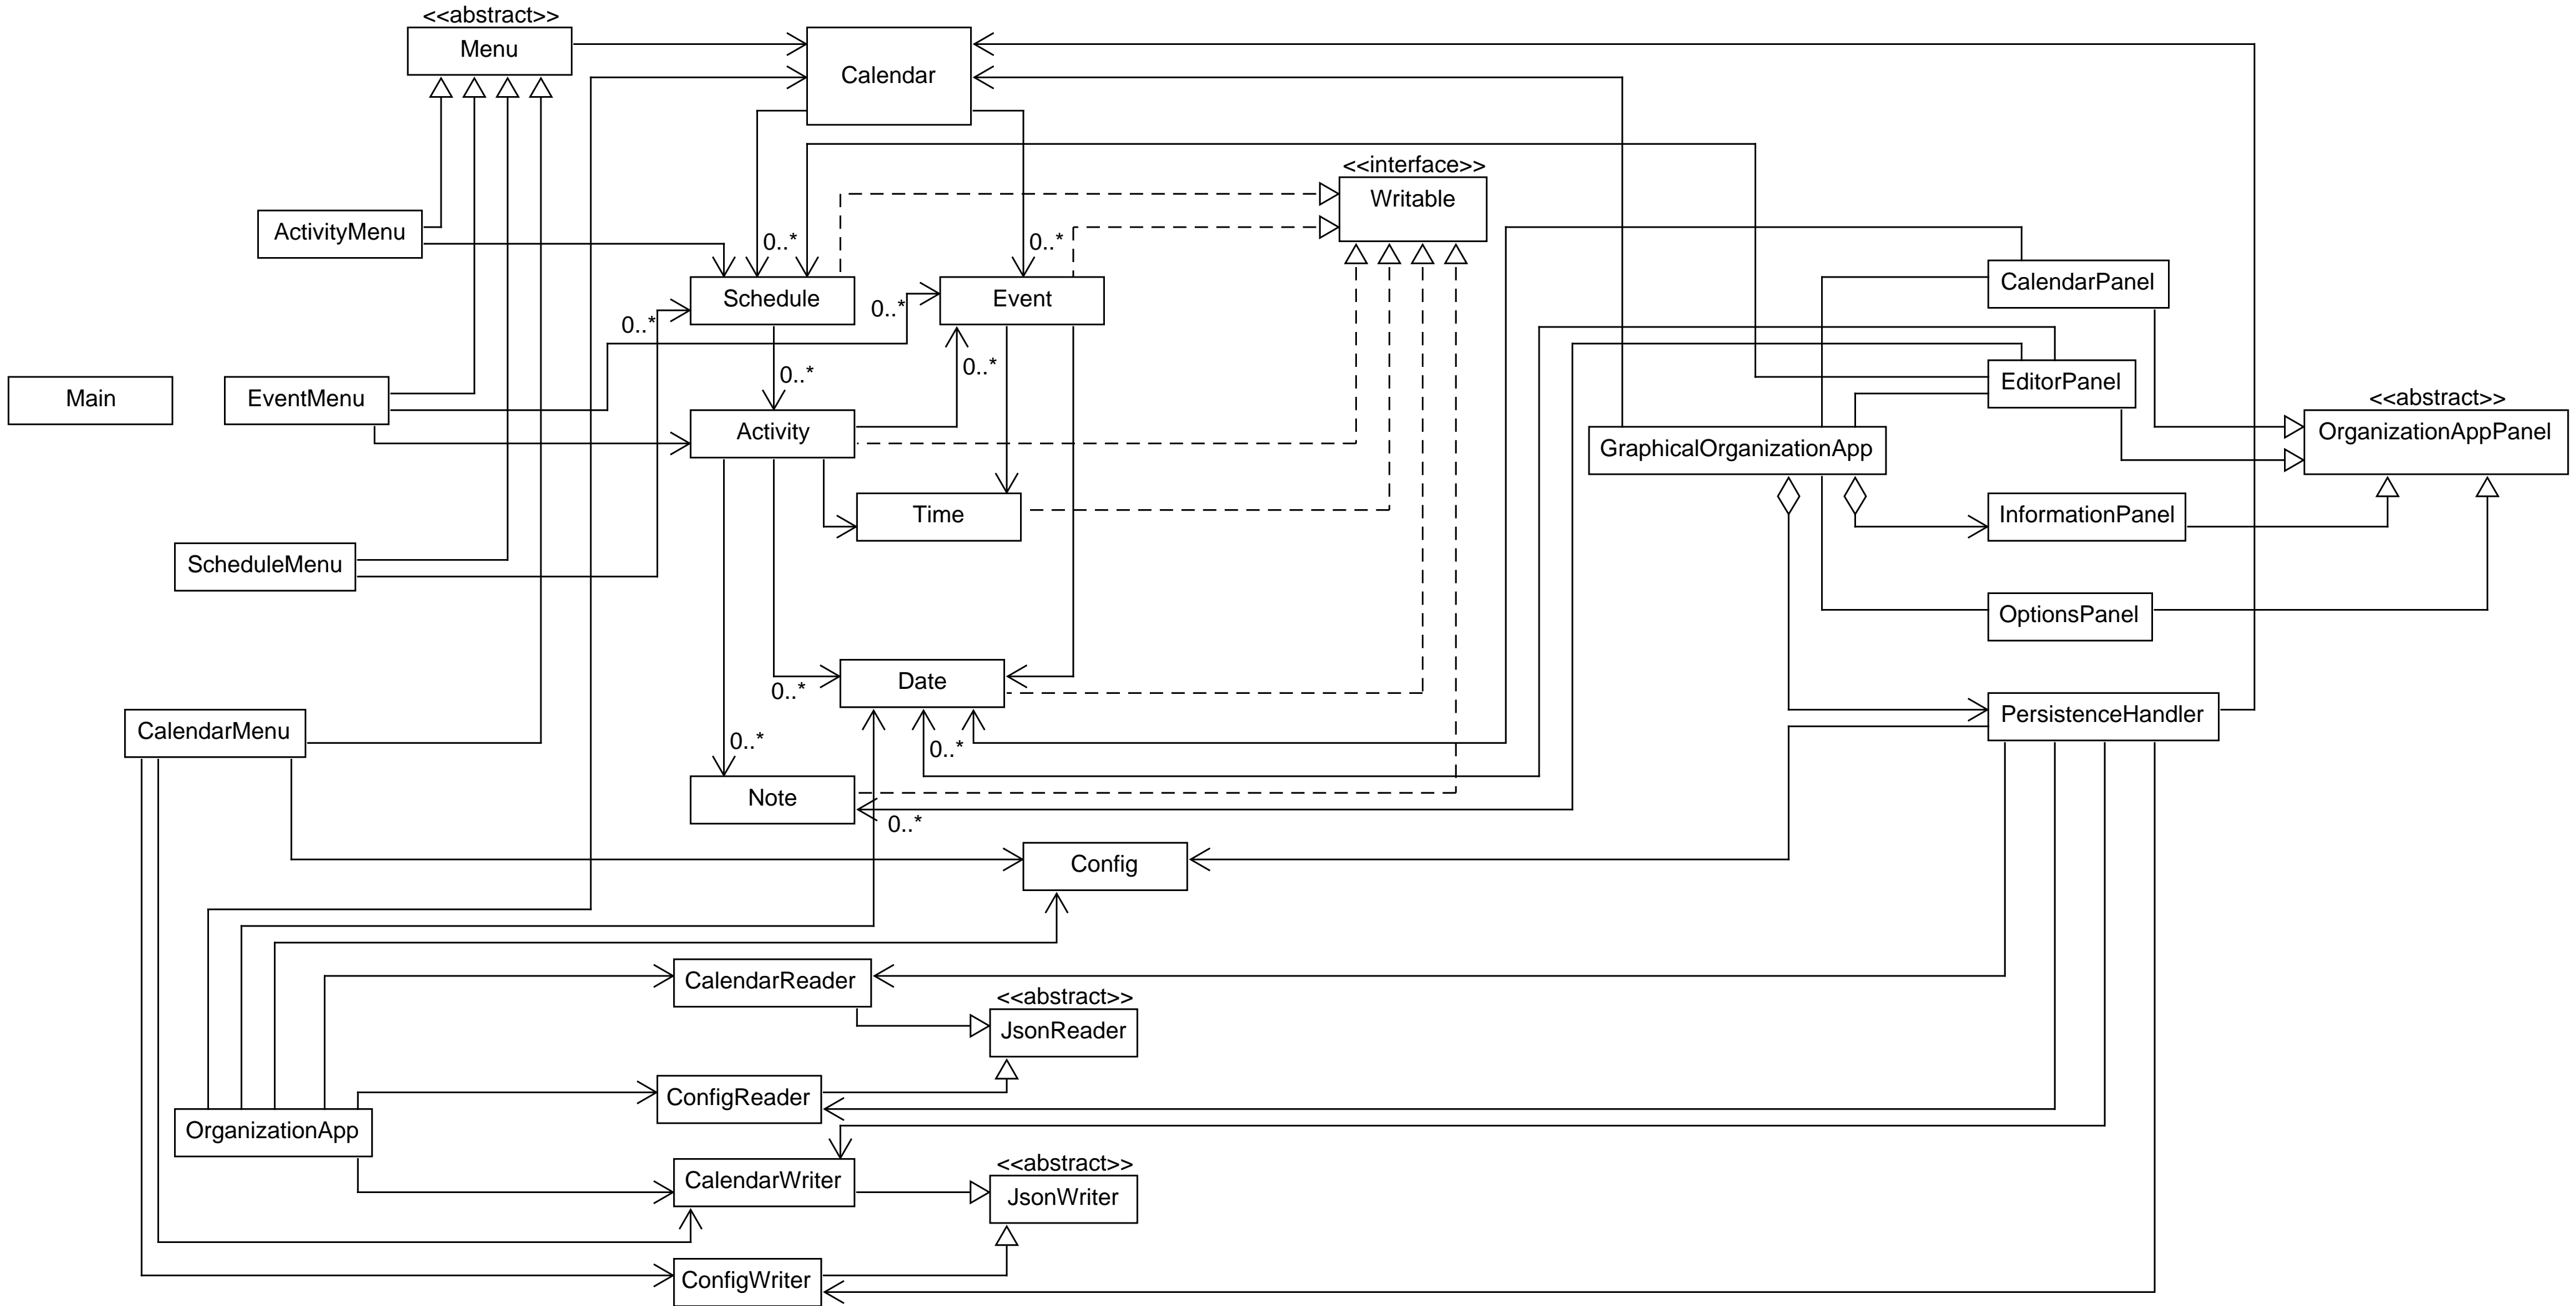 <<abstract>>
Menu
Calendar
<<interface>>
Writable
ActivityMenu
0..*
0..*
Schedule
Event
0..*
0..*
CalendarPanel
0..*
0..*
EditorPanel
Main
EventMenu
<<abstract>>
OrganizationAppPanel
Activity
GraphicalOrganizationApp
Time
InformationPanel
ScheduleMenu
OptionsPanel
Date
0..*
CalendarMenu
PersistenceHandler
0..*
0..*
Note
0..*
Config
CalendarReader
<<abstract>>
JsonReader
ConfigReader
OrganizationApp
<<abstract>>
CalendarWriter
JsonWriter
ConfigWriter